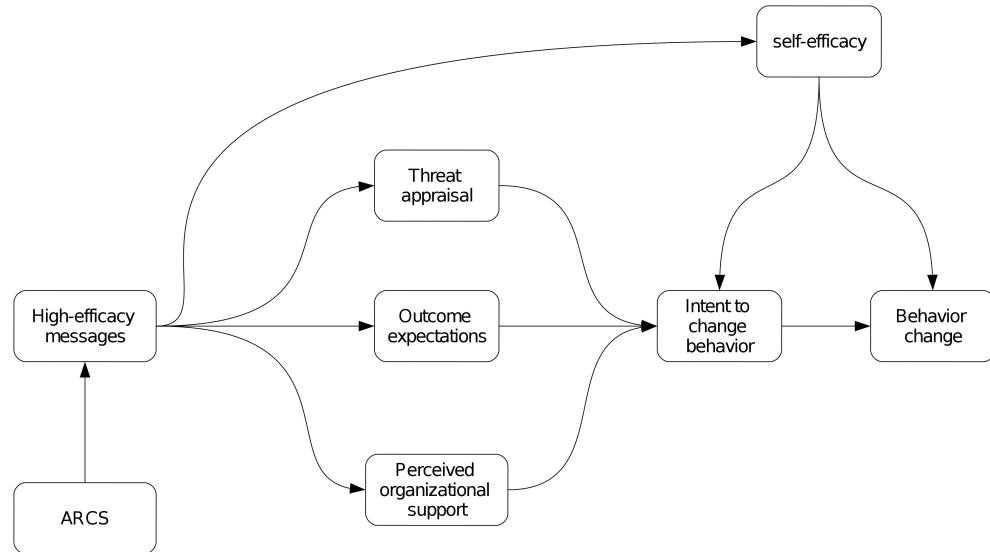 self-efficacy
Threat
appraisal
High-efficacy
messages
Outcome
expectations
Intent to
change
behavior
Behavior
change
Perceived
organizational
support
ARCS